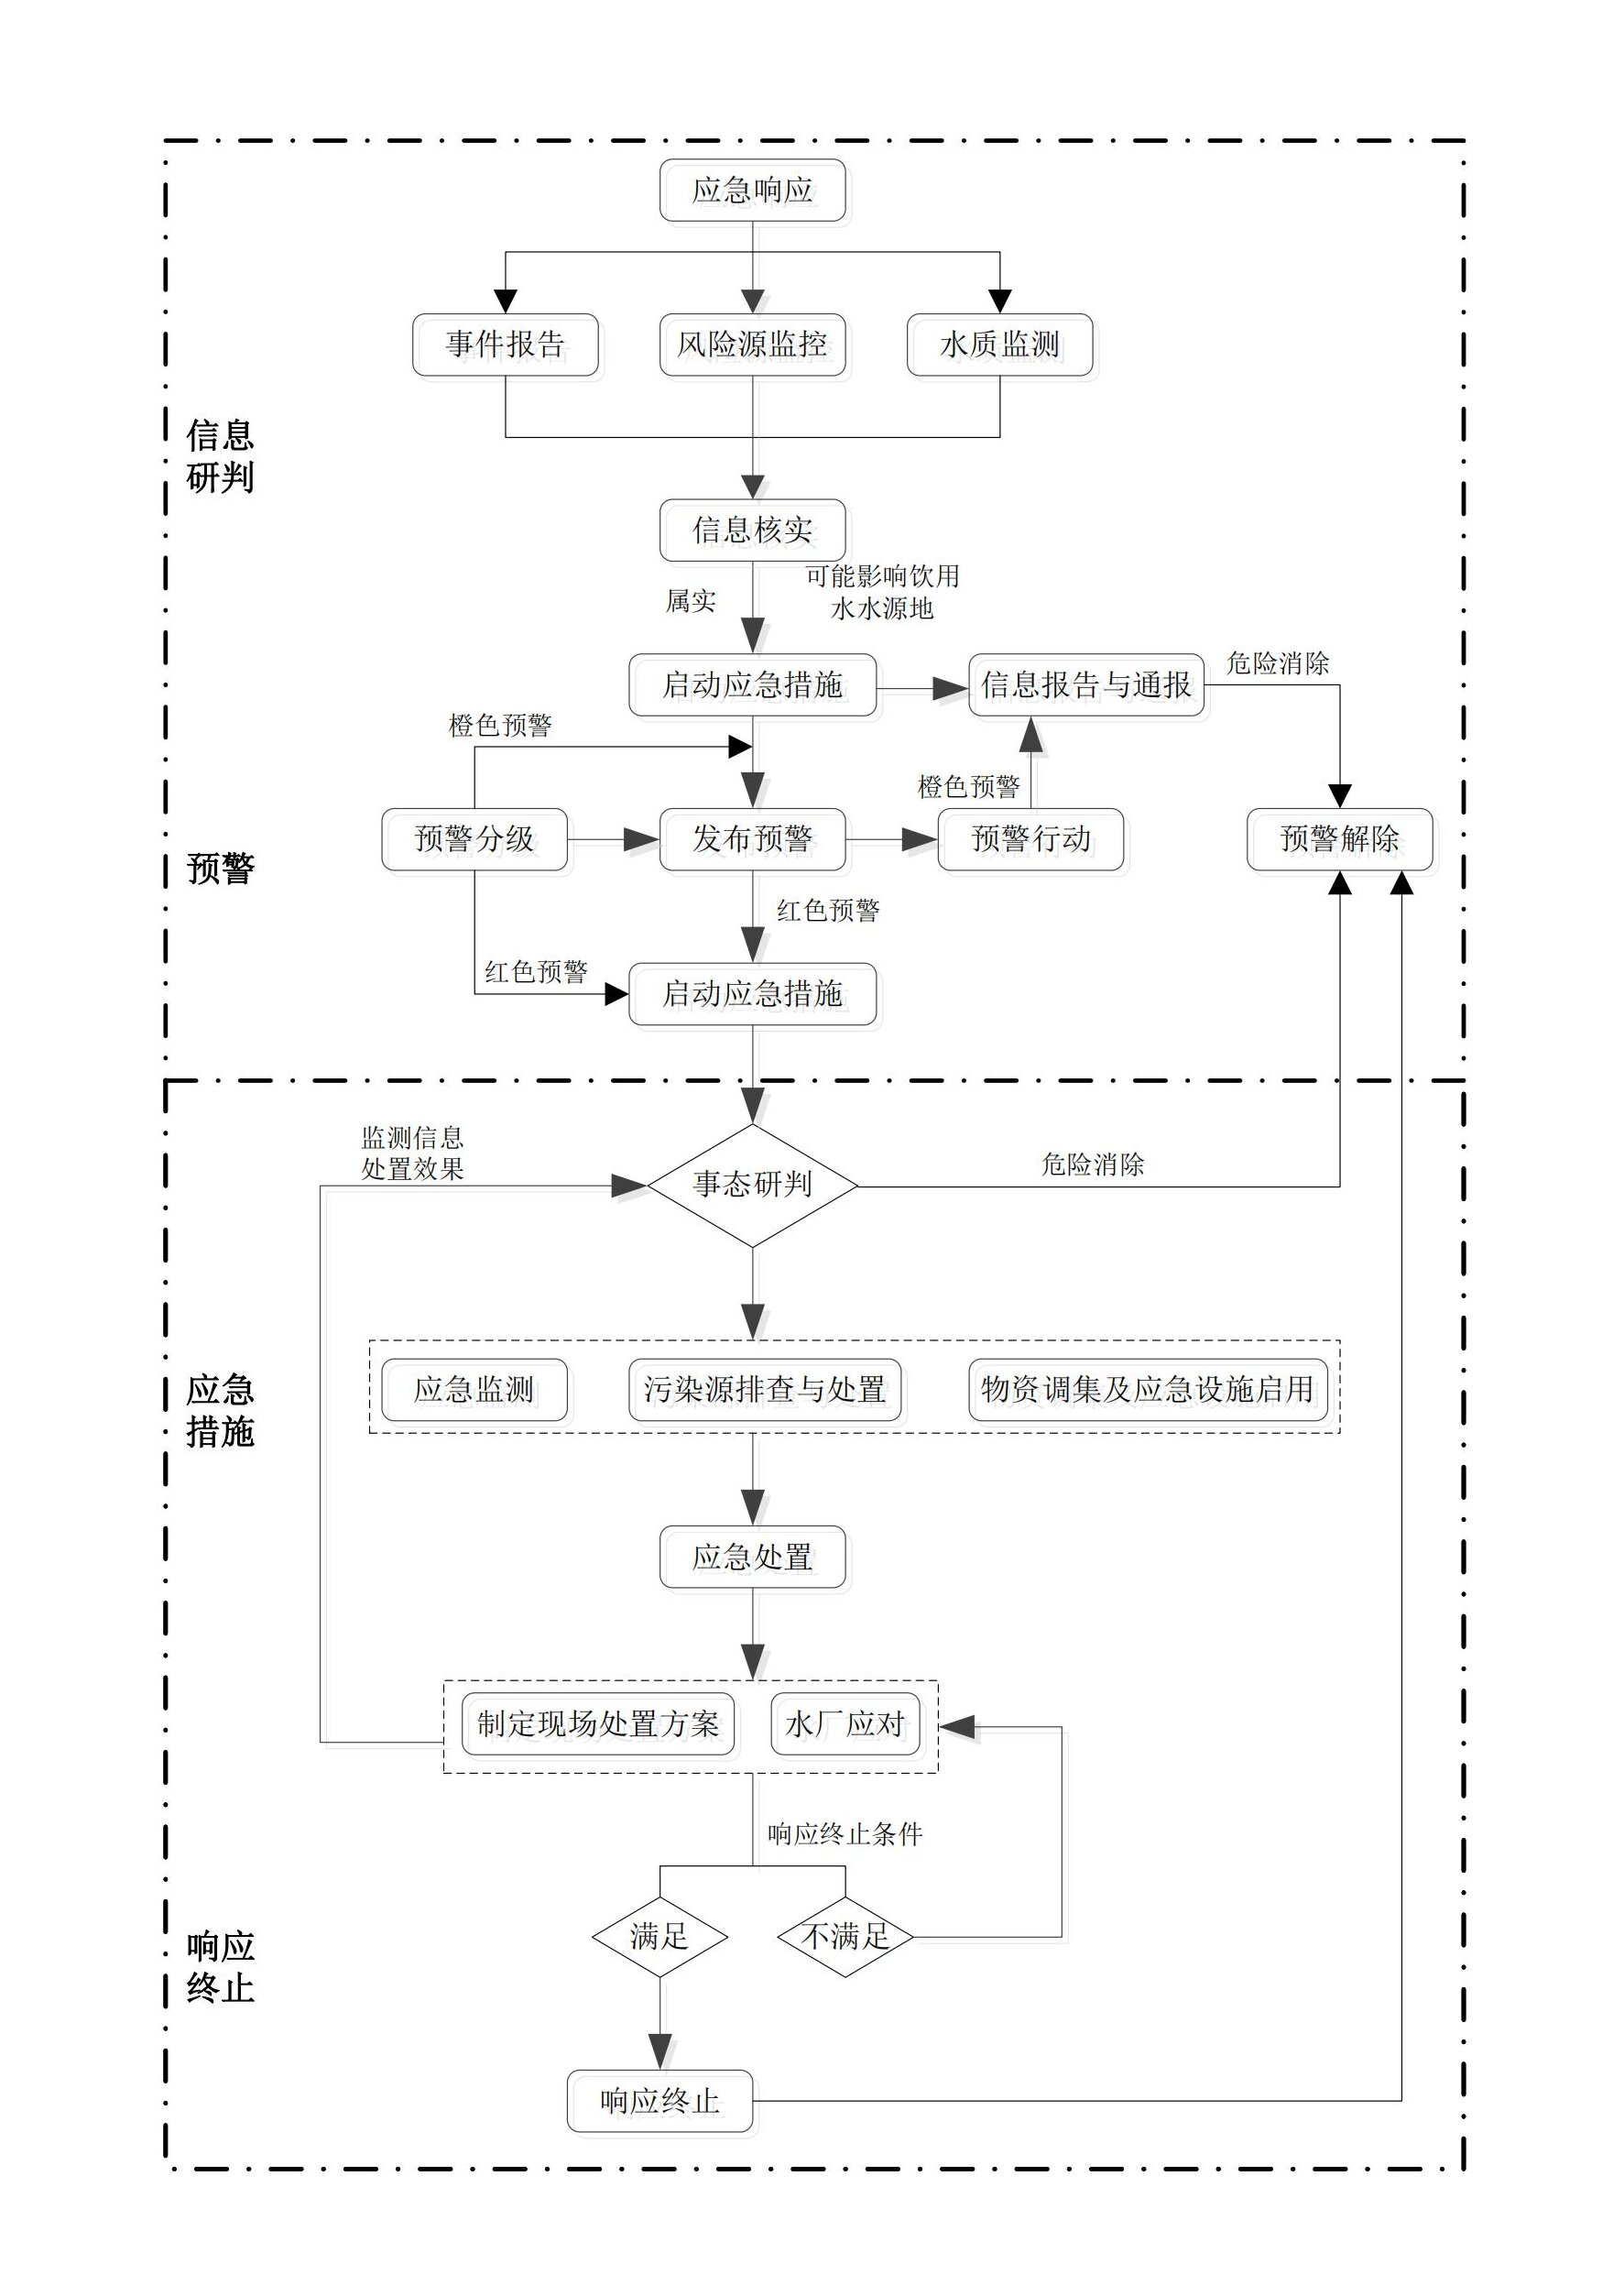 应急响应
事件报告
风险源监控
水质监测
信息
研判
信息核实
属实
可能影响饮用
水水源地
启动应急措施
信息报告与通报
危险消除
橙色预警
橙色预警
预警分级
发布预警
预警行动
预警解除
预警
红色预警
红色预警
启动应急措施
监测信息
处置效果
事态研判
危险消除
应急监测
污染源排查与处置
物资调集及应急设施启用
应急
措施
应急处置
制定现场处置方案
水厂应对
响应终止条件
满足
不满足
响应
终止
响应终止